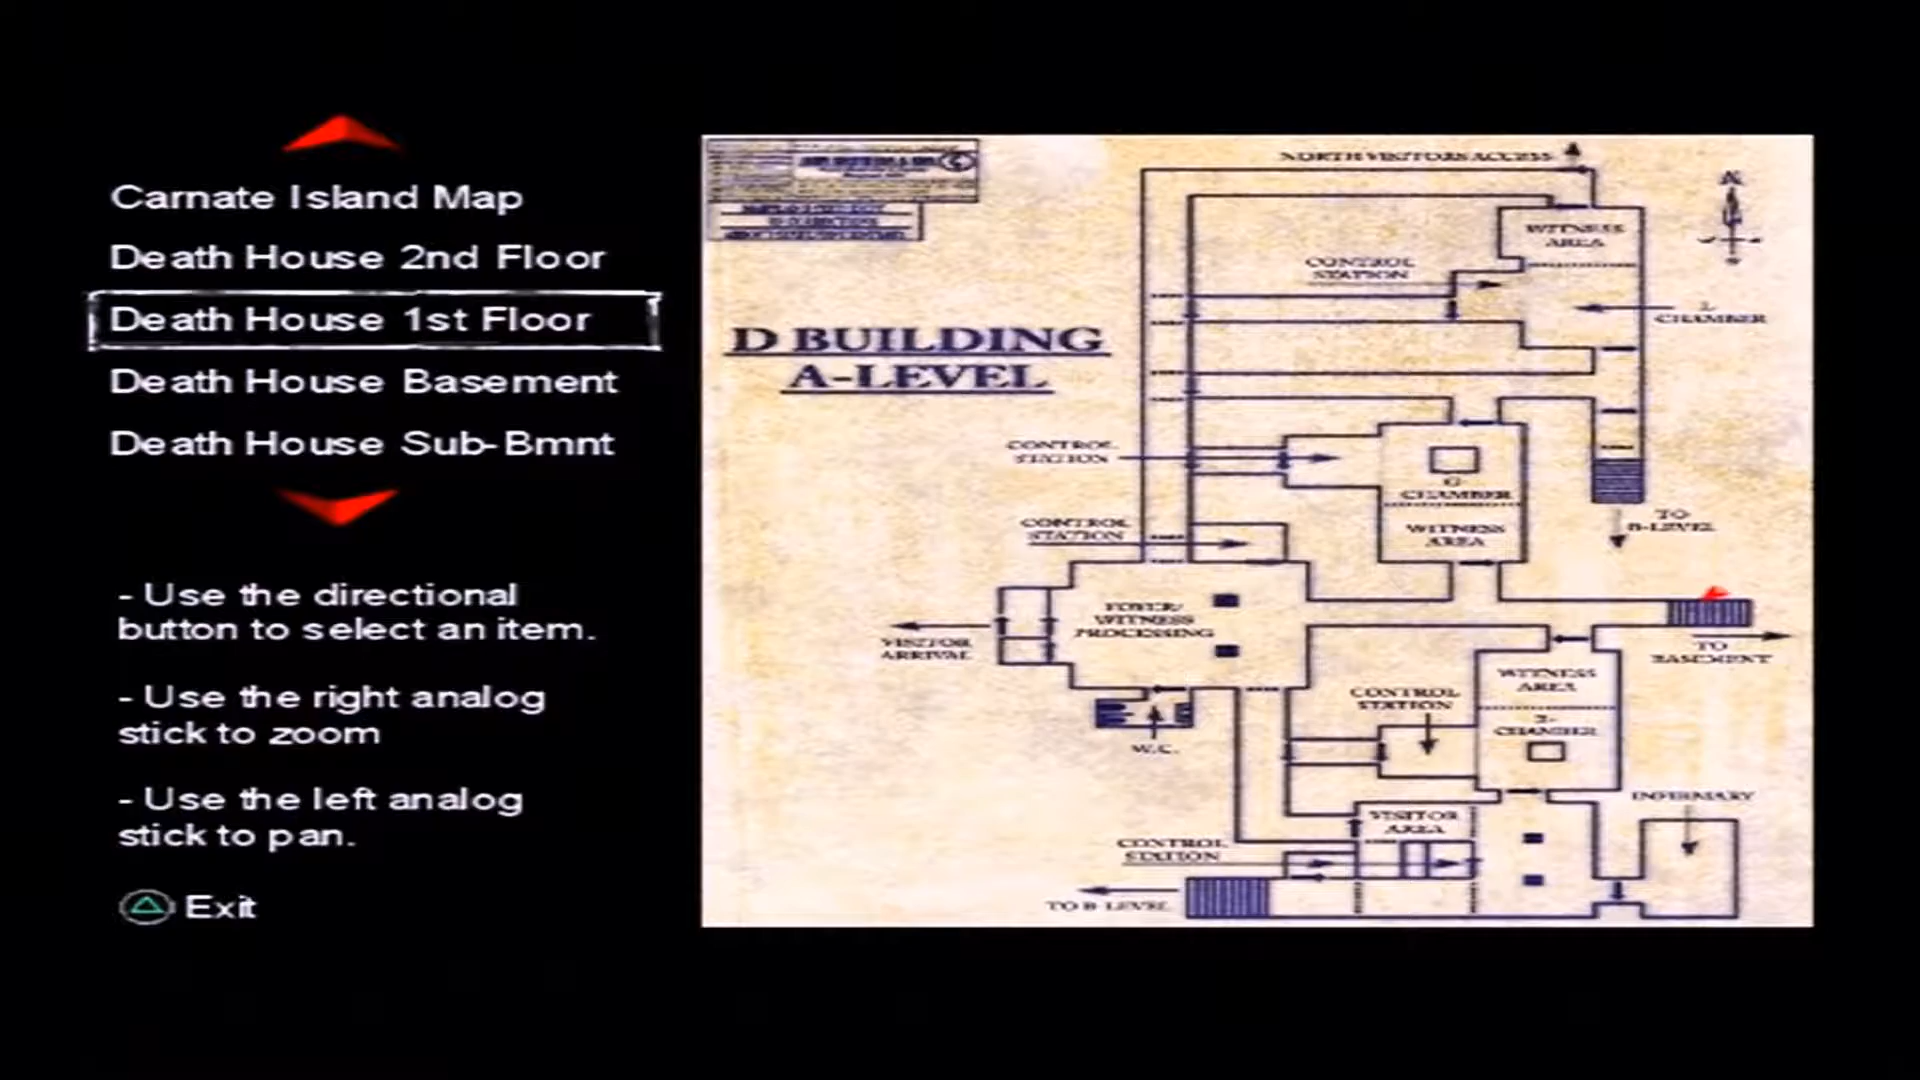 Carnate Island Map
Death House 2nd Floor
Death House 1st Floor
Death House Basement
Death House Sub-Bmnt
- Use the directional
button to select an item.
- Use the right analog
stick to zoom
- Use the left analog
stick to pan.
Exit
NORTH VISITORS ACCESS
N
WITNESS
AREA
CONTROL
STATION
L-
CHAMBER
D BUILDING
A-LEVEL
CONTROL
STATION
G-
CHAMBER
WITNESS
AREA
TO
B-LEVEL
CONTROL
STATION
FOYER/
WITNESS
PROCESSING
VISITOR
ARRIVAL
TO
BASEMENT
WITNESS
AREA
CONTROL
STATION
CHAMBER
W.C.
INFIRMARY
VISITOR
AREA
CONTROL
STATION
TO B-LEVEL